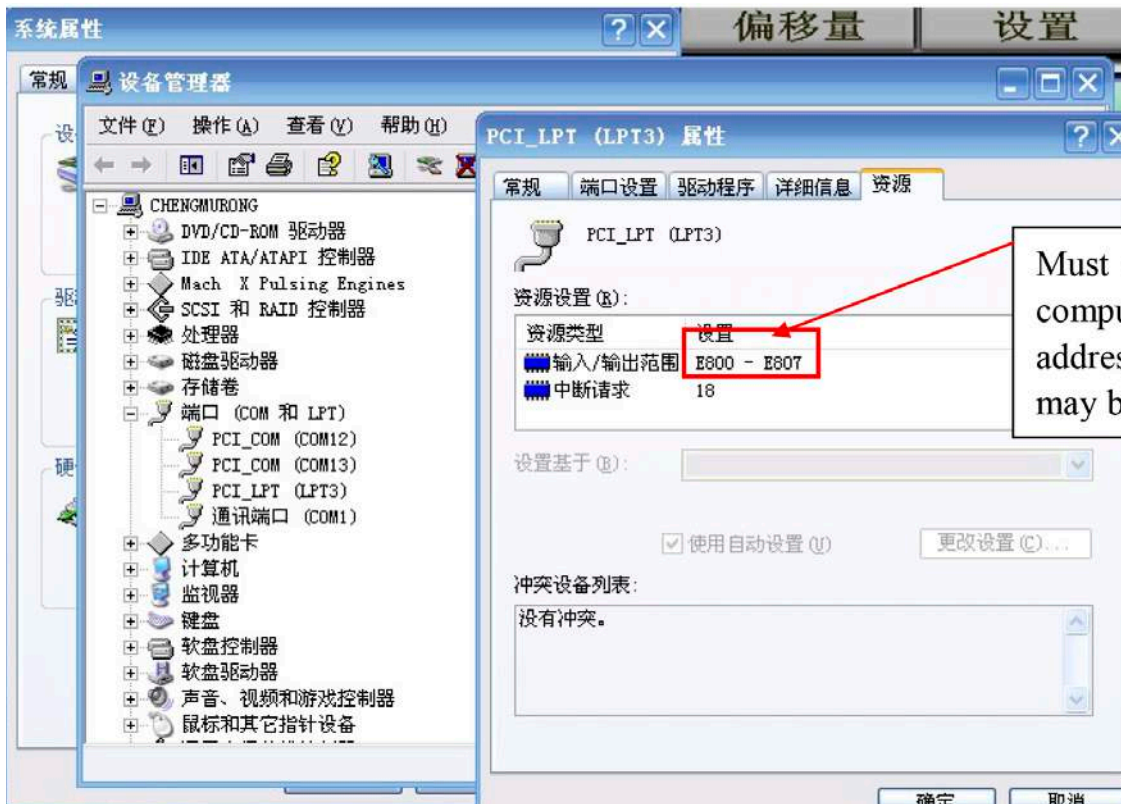 系统属性
偏移量
设置
常规
设备管理器
文件(F) 操作(A) 查看(V) 帮助(H)
CHENGMURONG
DVD/CD-ROM 驱动器
IDE ATA/ATAPI 控制器
Mach X Pulsing Engines
SCSI 和 RAID 控制器
处理器
磁盘驱动器
存储卷
端口 (COM 和 LPT)
PCI_COM (COM12)
PCI_COM (COM13)
PCI_LPT (LPT3)
通讯端口 (COM1)
多功能卡
计算机
监视器
键盘
软盘控制器
软盘驱动器
声音、视频和游戏控制器
鼠标和其它指针设备
PCI_LPT (LPT3) 属性
常规 端口设置 驱动程序 详细信息 资源
PCI_LPT (LPT3)
资源设置(R):
资源类型 设置
输入/输出范围 E800 - E807
中断请求 18
设置基于(B):
使用自动设置(U)
更改设置(C)...
冲突设备列表:
没有冲突。
确定 取消
Must
compu
addres
may b
设
驱
硬